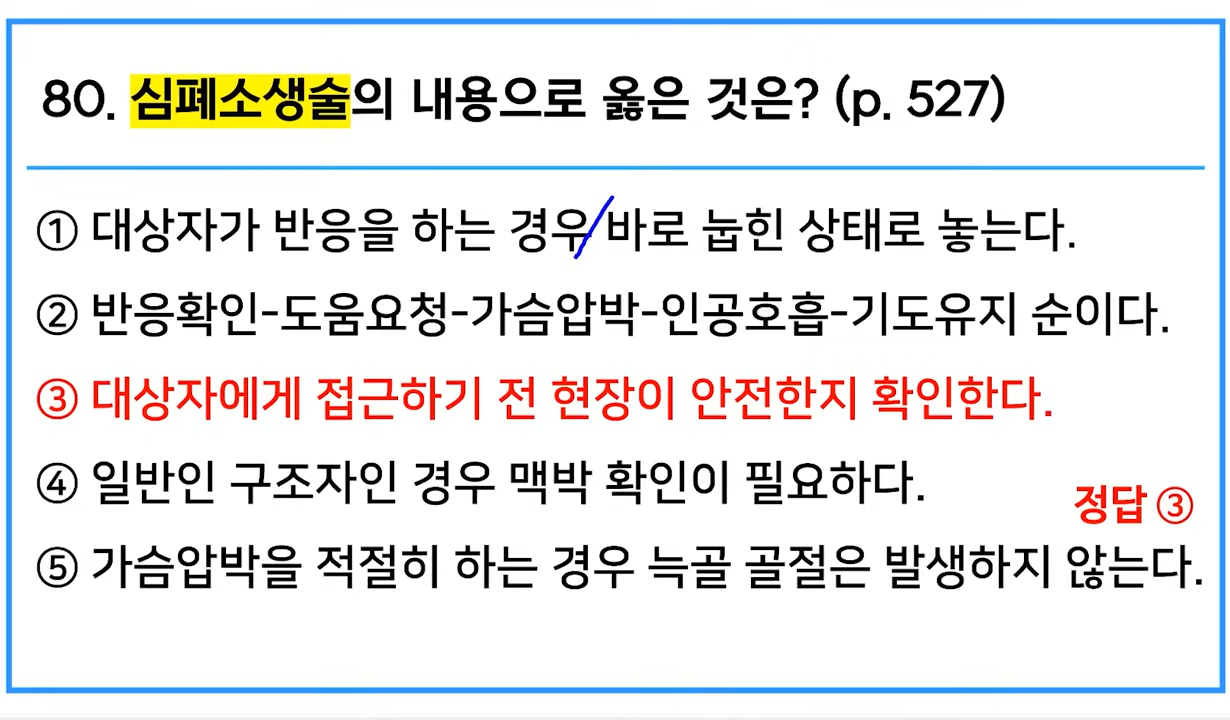 80. 심폐소생술의 내용으로 옳은 것은? (p. 527)
① 대상자가 반응을 하는 경우 바로 눕힌 상태로 놓는다.
② 반응확인-도움요청-가슴압박-인공호흡-기도유지 순이다.
③ 대상자에게 접근하기 전 현장이 안전한지 확인한다.
④ 일반인 구조자인 경우 맥박 확인이 필요하다.
정답 ③
⑤ 가슴압박을 적절히 하는 경우 늑골 골절은 발생하지 않는다.